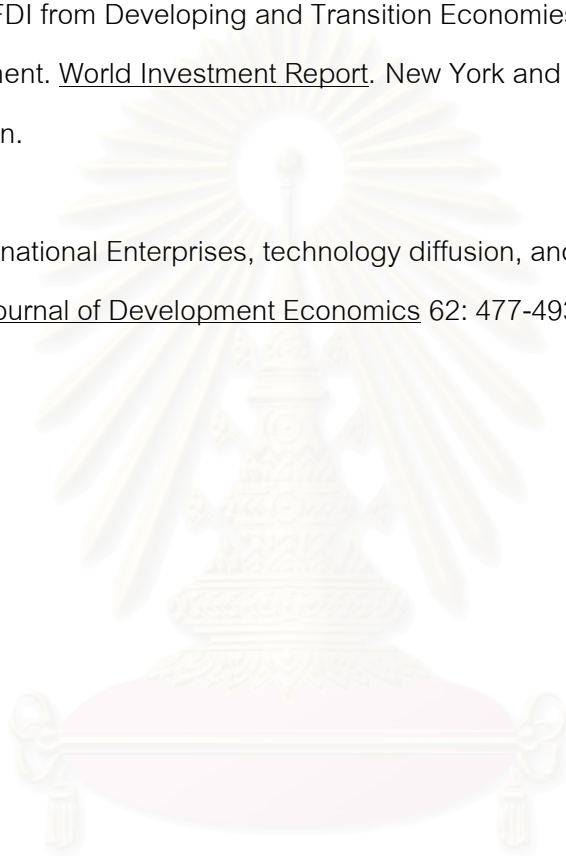 FDI from Developing and Transition Economies
ment. World Investment Report. New York and
n.
national Enterprises, technology diffusion, and
ournal of Development Economics 62: 477-493